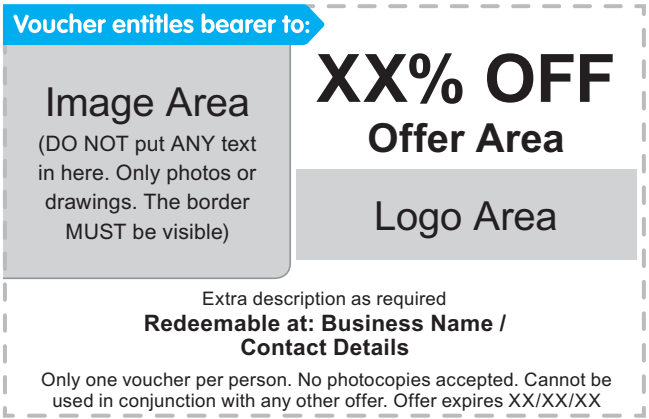 Voucher entitles bearer to:
Image Area
(DO NOT put ANY text
in here. Only photos or
drawings. The border
MUST be visible)
XX% OFF
Offer Area
Logo Area
Extra description as required
Redeemable at: Business Name /
Contact Details
Only one voucher per person. No photocopies accepted. Cannot be
used in conjunction with any other offer. Offer expires XX/XX/XX